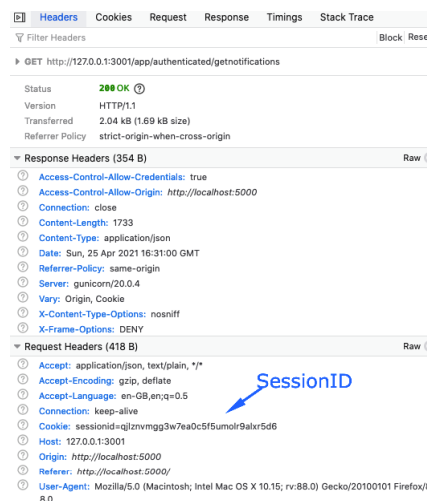 Headers Cookies Request Response Timings Stack Trace
Filter Headers Block Rese
GET http://127.0.0.1:3001/app/authenticated/getnotifications
Status 200 OK
Version HTTP/1.1
Transferred 2.04 kB (1.69 kB size)
Referrer Policy strict-origin-when-cross-origin
Response Headers (354 B) Raw
Access-Control-Allow-Credentials: true
Access-Control-Allow-Origin: http://localhost:5000
Connection: close
Content-Length: 1733
Content-Type: application/json
Date: Sun, 25 Apr 2021 16:31:00 GMT
Referrer-Policy: same-origin
Server: gunicorn/20.0.4
Vary: Origin, Cookie
X-Content-Type-Options: nosniff
X-Frame-Options: DENY
Request Headers (418 B) Raw
Accept: application/json, text/plain, */*
Accept-Encoding: gzip, deflate
SessionID
Accept-Language: en-GB,en;q=0.5
Connection: keep-alive
Cookie: sessionid=qjlznvmgg3w7ea0c5f5umolr9alxr5d6
Host: 127.0.0.1:3001
Origin: http://localhost:5000
Referer: http://localhost:5000/
User-Agent: Mozilla/5.0 (Macintosh; Intel Mac OS X 10.15; rv:88.0) Gecko/20100101 Firefox/8
8.0